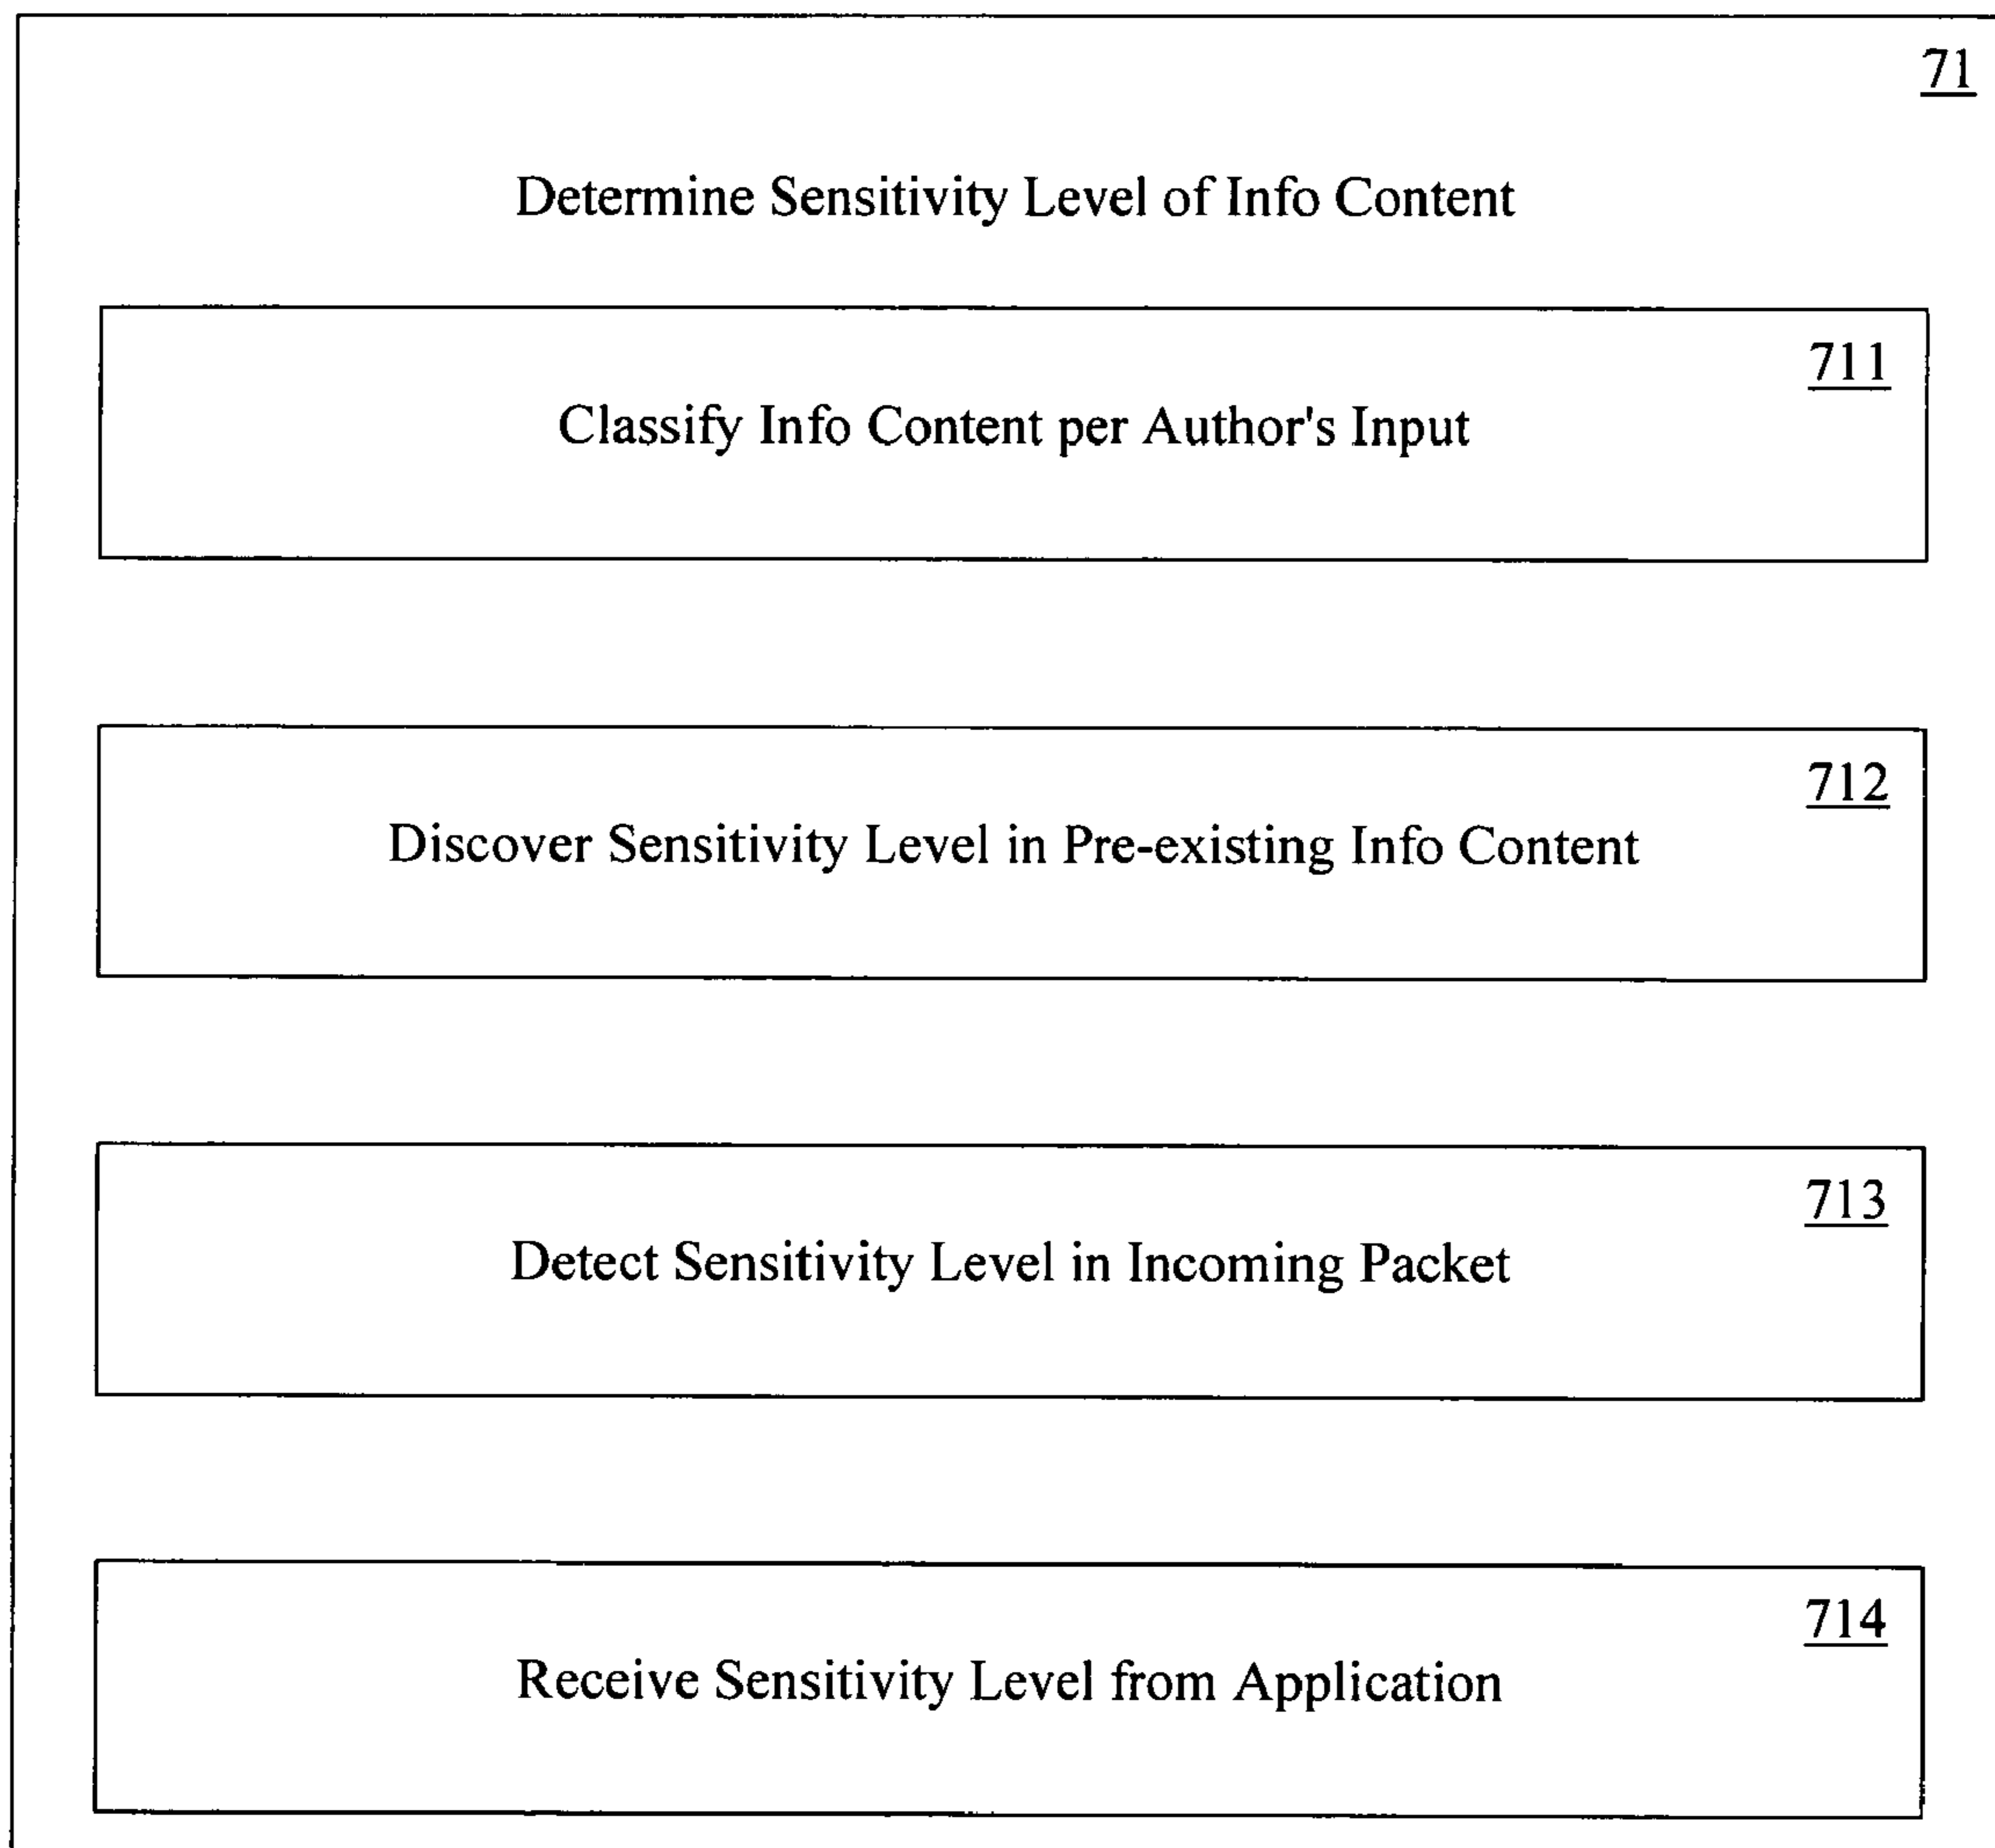 71
Determine Sensitivity Level of Info Content
711
Classify Info Content per Author's Input
712
Discover Sensitivity Level in Pre-existing Info Content
713
Detect Sensitivity Level in Incoming Packet
714
Receive Sensitivity Level from Application